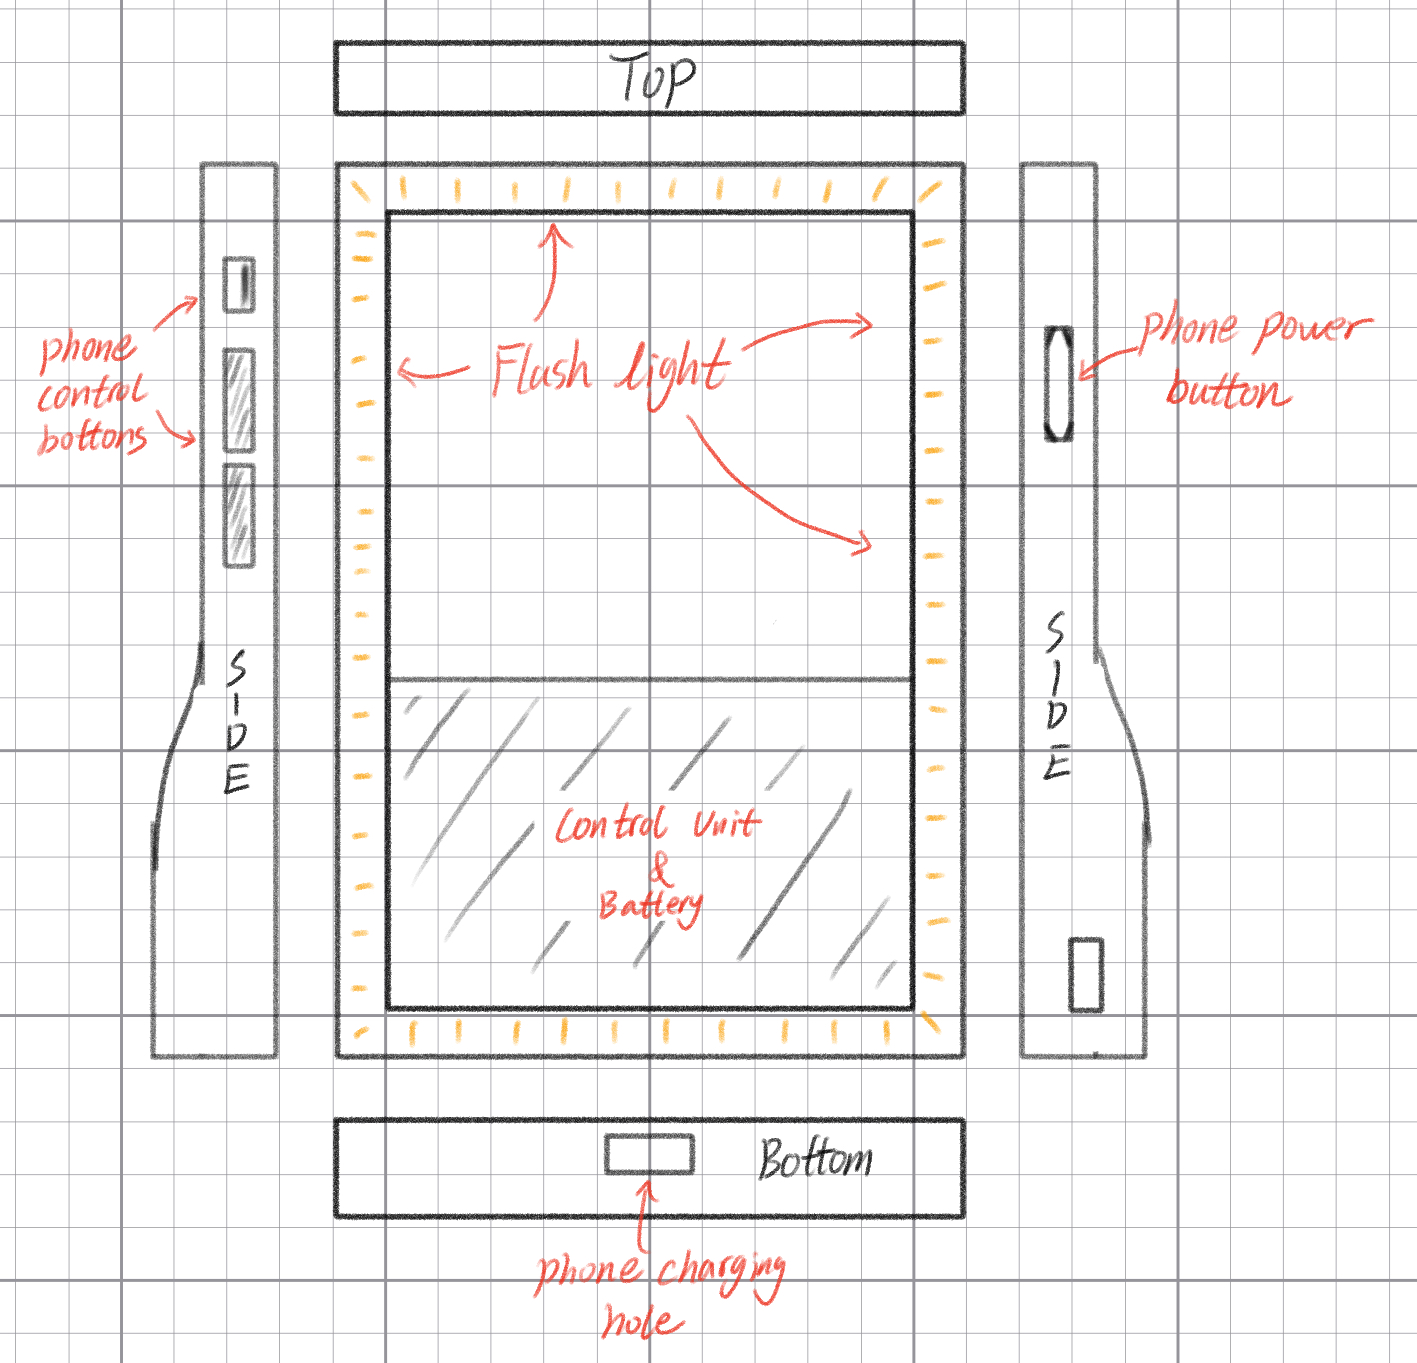 Top
phone
control
bottons
Flash light
phone power
button
SIDE
SIDE
Control Unit
&
Battery
Bottom
phone charging
hole